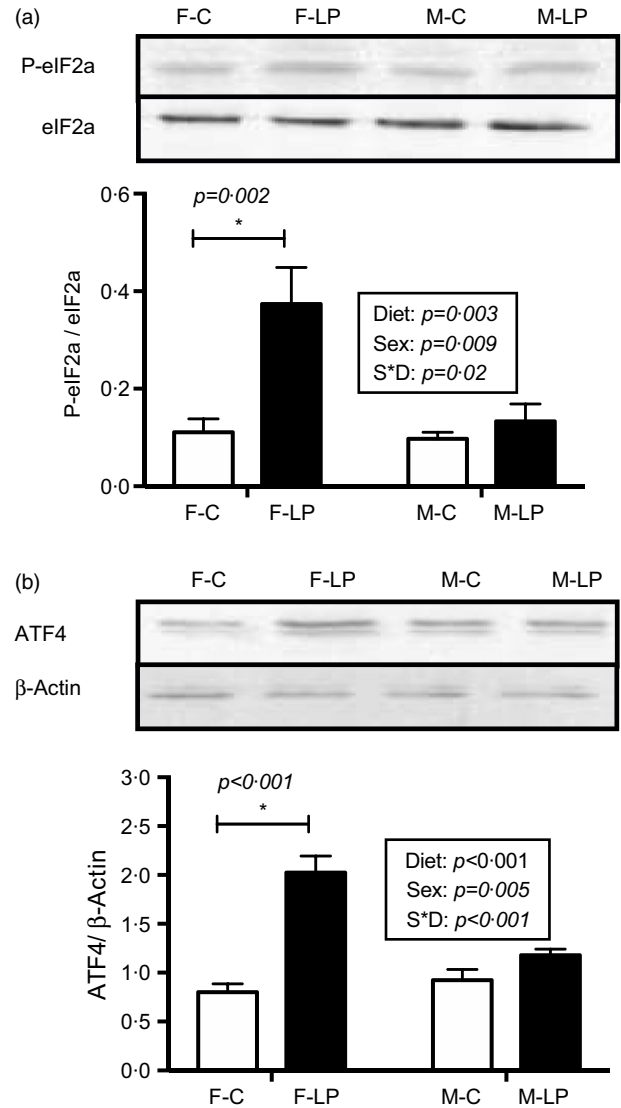 (a)
F-C F-LP M-C M-LP
P-eIF2a
eIF2a
0·6
0·4
0·2
0·0
P-eIF2a / eIF2a
p=0·002
*
Diet: p=0·003
Sex: p=0·009
S*D: p=0·02
F-C F-LP M-C M-LP
(b)
F-C F-LP M-C M-LP
ATF4
β-Actin
3·0
2·5
2·0
1·5
1·0
0·5
0·0
ATF4/ β-Actin
p<0·001
*
Diet: p<0·001
Sex: p=0·005
S*D: p<0·001
F-C F-LP M-C M-LP